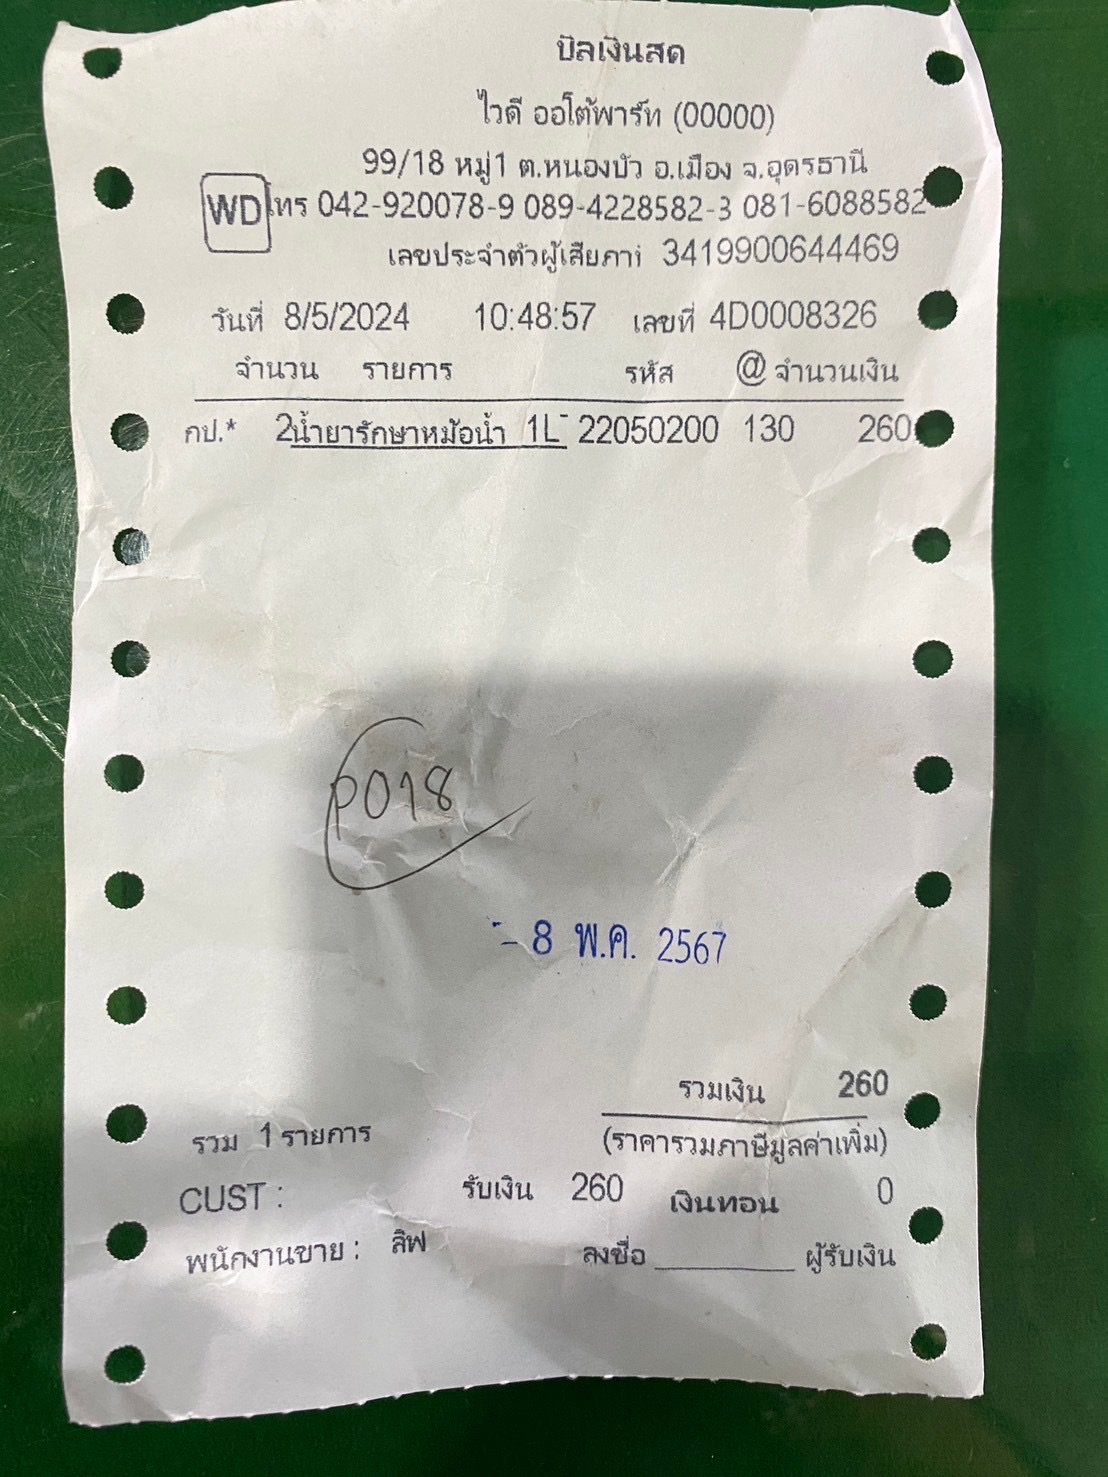 บิลเงินสด
ไวดี ออโต้พาร์ท (00000)
99/18 หมู่1 ต.หนองบัว อ.เมือง จ.อุดรธานี
WD โทร 042-920078-9 089-4228582-3 081-6088582
เลขประจำตัวผู้เสียภาษี 3419900644469
วันที่ 8/5/2024 10:48:57 เลขที่ 4D0008326
จำนวน รายการ รหัส @ จำนวนเงิน
กป.* 2น้ำยารักษาหม้อน้ำ 1L 22050200 130 260
P018
- 8 พ.ค. 2567
รวมเงิน 260
รวม 1 รายการ (ราคารวมภาษีมูลค่าเพิ่ม)
CUST : รับเงิน 260 เงินทอน 0
พนักงานขาย : ลิฟ ลงชื่อ ________ ผู้รับเงิน